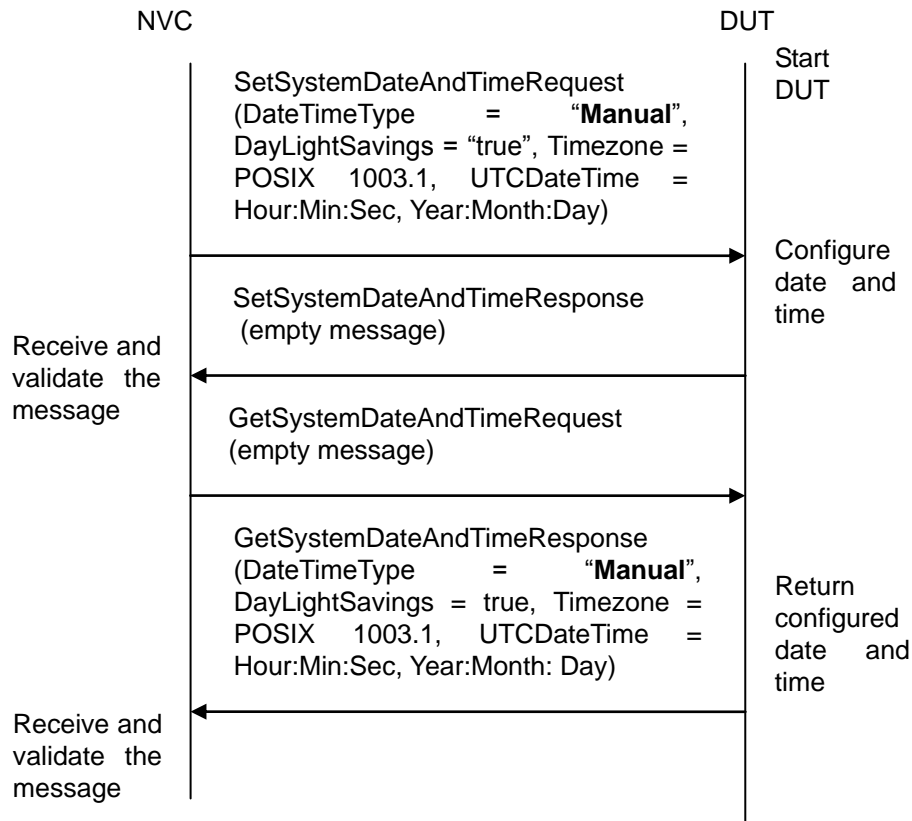 NVC
DUT
Start
DUT
SetSystemDateAndTimeRequest
(DateTimeType = “Manual”,
DayLightSavings = “true”, Timezone =
POSIX 1003.1, UTCDateTime =
Hour:Min:Sec, Year:Month:Day)
Configure
date and
time
SetSystemDateAndTimeResponse
(empty message)
Receive and
validate the
message
GetSystemDateAndTimeRequest
(empty message)
GetSystemDateAndTimeResponse
(DateTimeType = “Manual”,
DayLightSavings = true, Timezone =
POSIX 1003.1, UTCDateTime =
Hour:Min:Sec, Year:Month: Day)
Return
configured
date and
time
Receive and
validate the
message